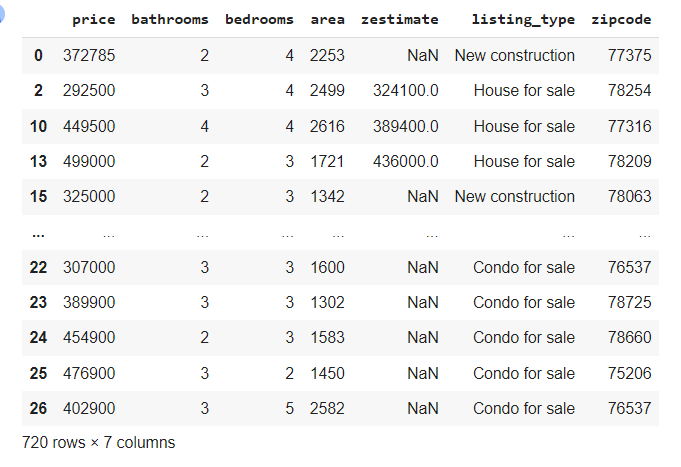 price bathrooms bedrooms area zestimate listing_type zipcode
0 372785 2 4 2253 NaN New construction 77375
2 292500 3 4 2499 324100.0 House for sale 78254
10 449500 4 4 2616 389400.0 House for sale 77316
13 499000 2 3 1721 436000.0 House for sale 78209
15 325000 2 3 1342 NaN New construction 78063
... ... ... ... ... ... ... ...
22 307000 3 3 1600 NaN Condo for sale 76537
23 389900 3 3 1302 NaN Condo for sale 78725
24 454900 2 3 1583 NaN Condo for sale 78660
25 476900 3 2 1450 NaN Condo for sale 75206
26 402900 3 5 2582 NaN Condo for sale 76537
720 rows × 7 columns